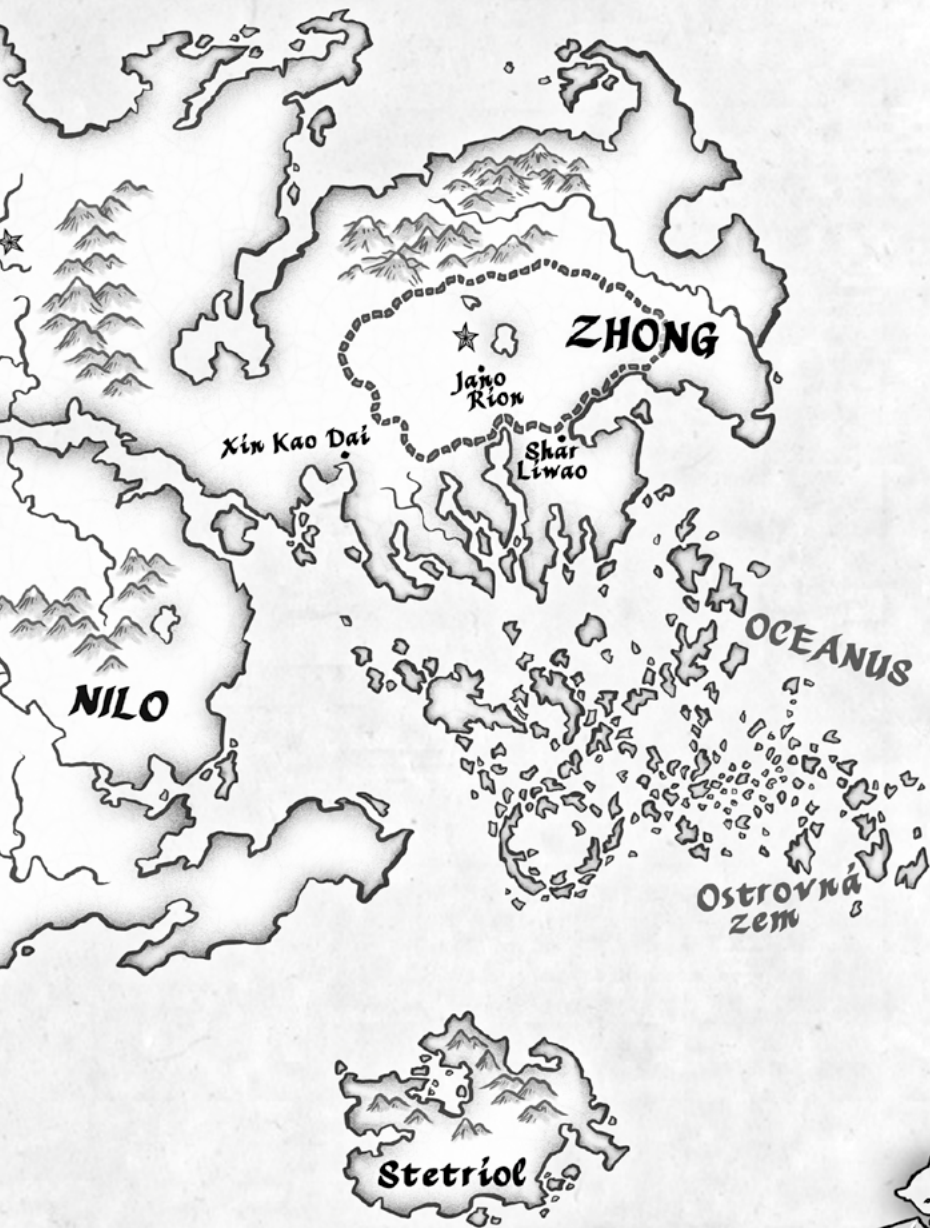 ZHONG
Jano
Rion
Xin Kao Dai
Shar
Liwao
OCEANUS
NILO
Ostrovná
zem
Stetriol